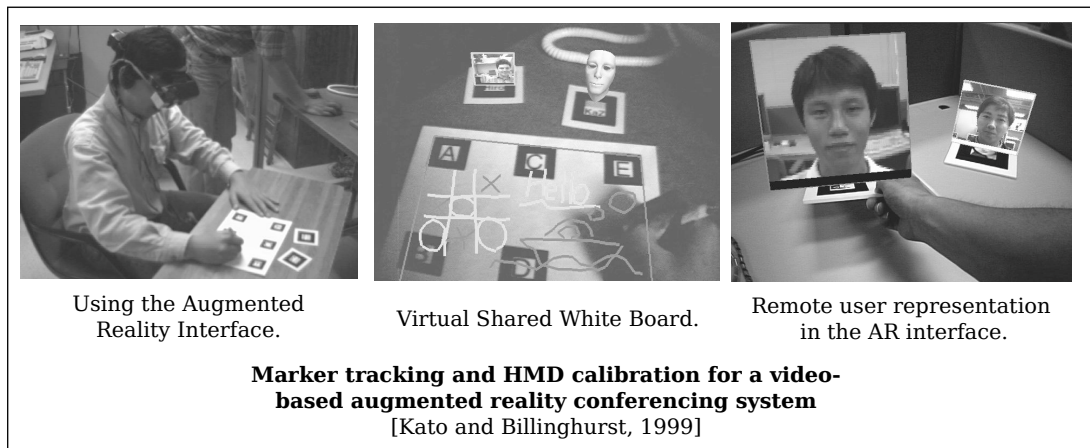 A
C
E
Hello
Using the Augmented
Reality Interface.
Virtual Shared White Board.
Remote user representation
in the AR interface.
Marker tracking and HMD calibration for a video-
based augmented reality conferencing system
[Kato and Billinghurst, 1999]